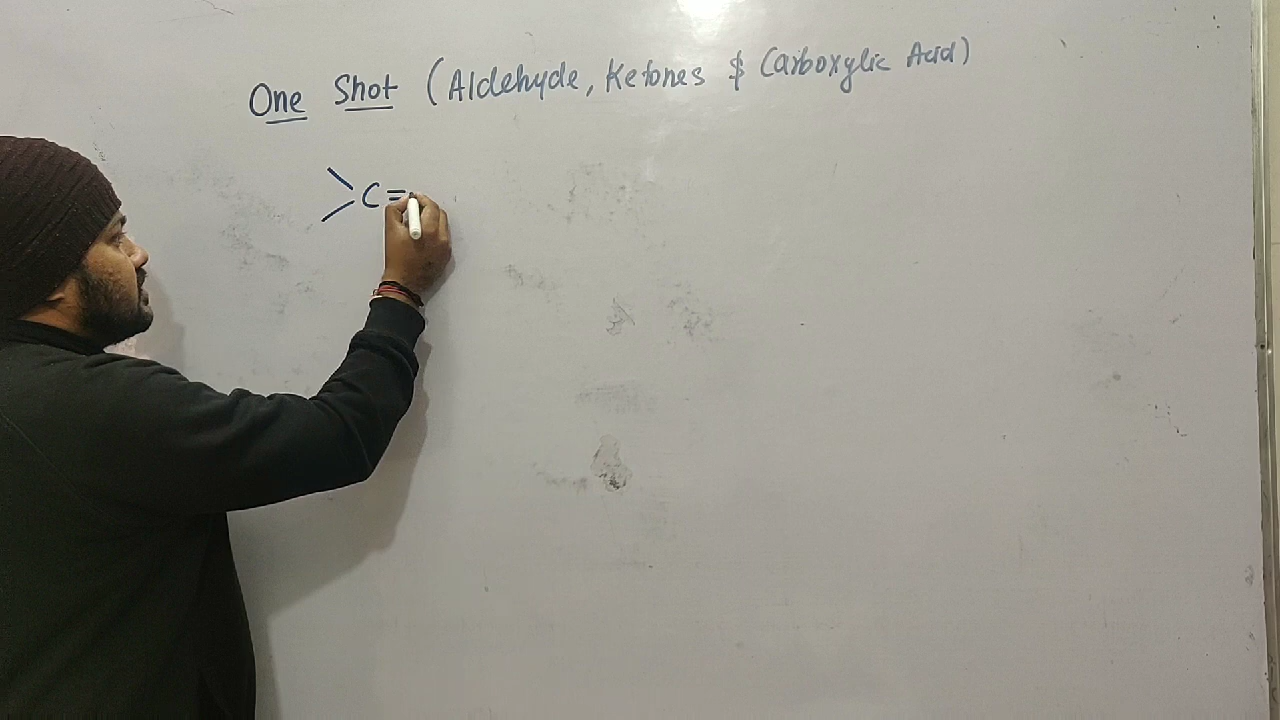 One Shot (Aldehyde, Ketones & Carboxylic Acid)
>C=